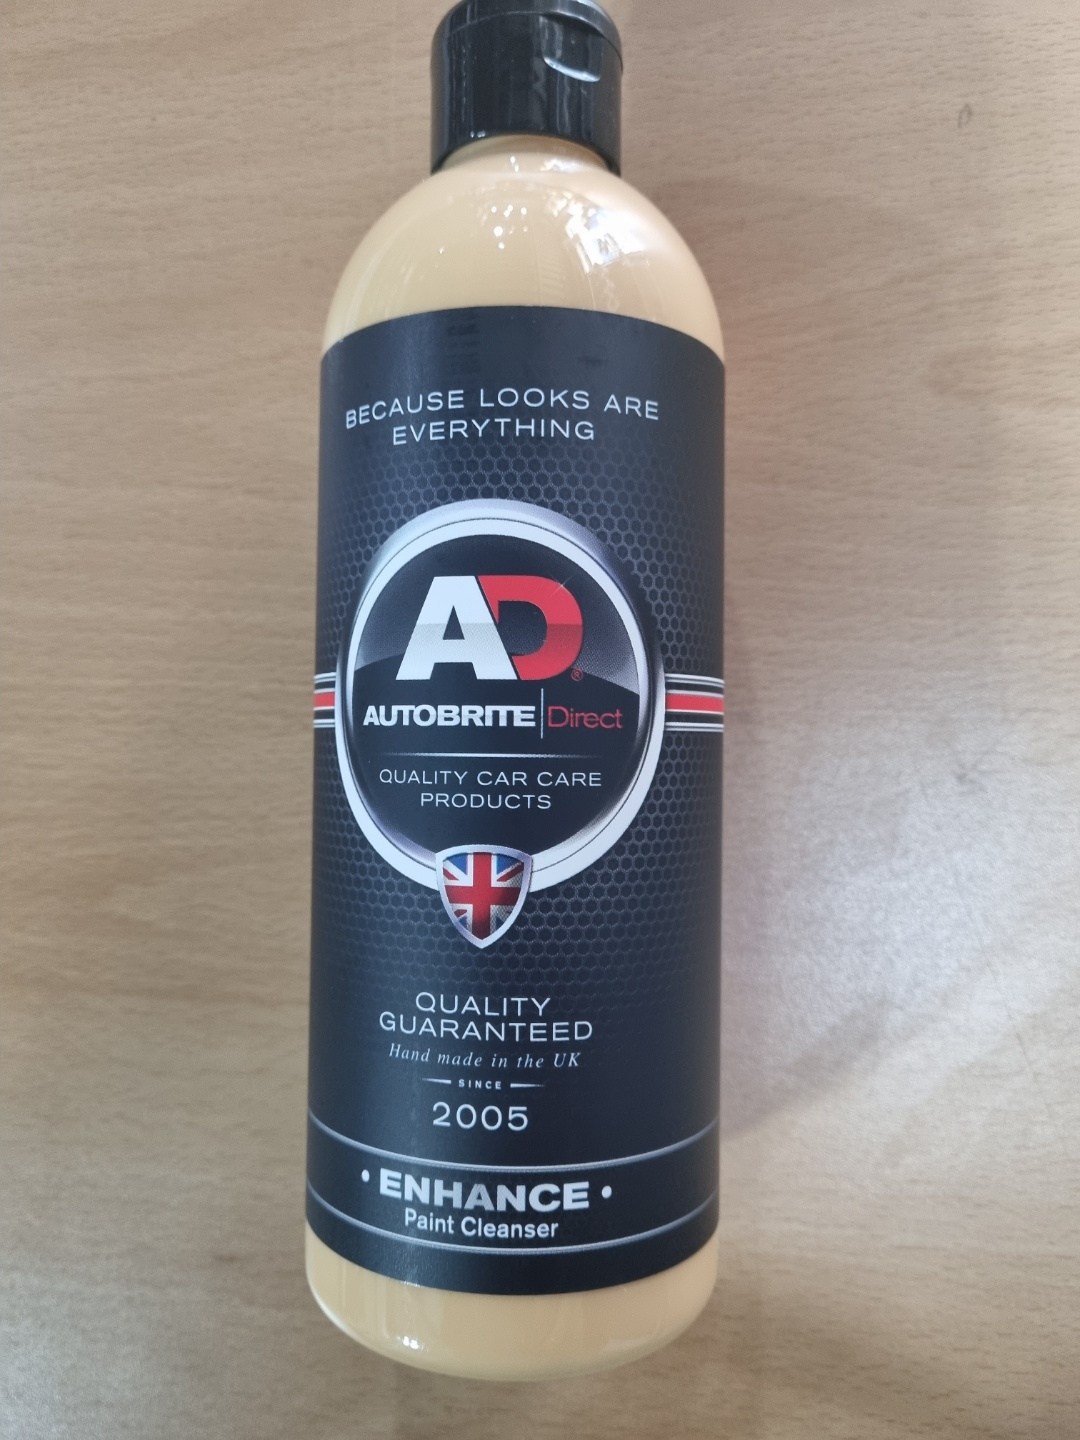 BECAUSE LOOKS ARE
EVERYTHING
AD®
AUTOBRITE|Direct
QUALITY CAR CARE
PRODUCTS
QUALITY
GUARANTEED
Hand made in the UK
SINCE
2005
• ENHANCE •
Paint Cleanser